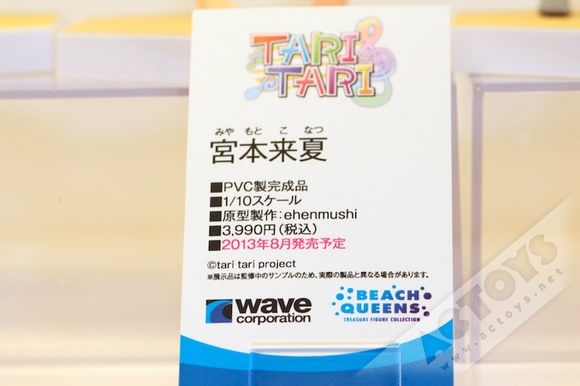 TARI
TARI
みや もと こ なつ
宮本来夏
■PVC製完成品
■1/10スケール
■原型製作:ehenmushi
■3,990円(税込)
■2013年8月発売予定
©tari tari project
※展示品は監修中のサンプルのため、実際の製品と異なる場合があります。
wave
corporation
BEACH
QUEENS
TREASURE FIGURE COLLECTION
ACTOYS
www.actoys.net